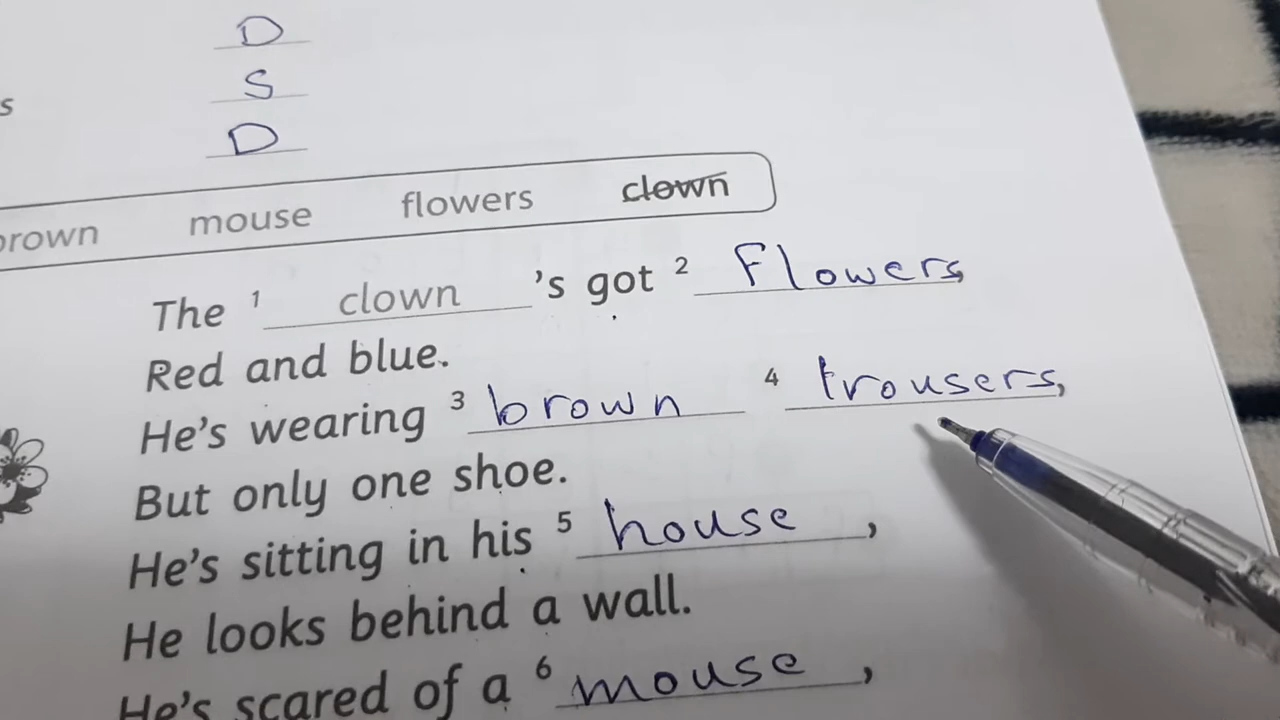 D
s S
D
brown mouse flowers clown
The 1 clown 's got 2 Flowers,
Red and blue.
He's wearing 3 brown 4 trousers,
But only one shoe.
He's sitting in his 5 house ,
He looks behind a wall.
He's scared of a 6 mouse ,